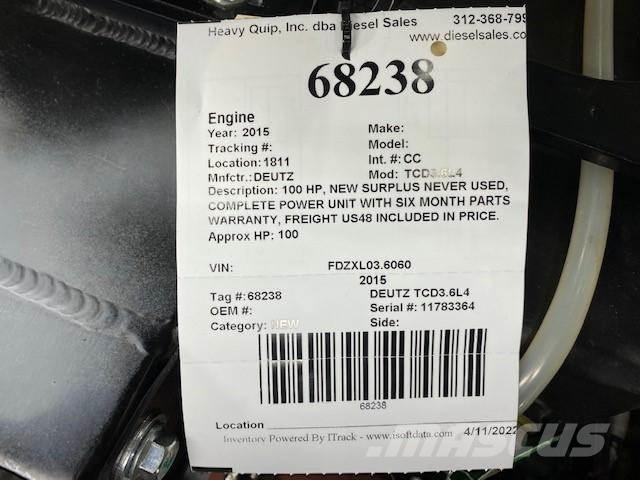 Heavy Quip, Inc. dba Diesel Sales 312-368-799
www.dieselsales.co
68238
Engine
Year: 2015 Make:
Tracking #: Model:
Location:1811 Int. #: CC
Mnfctr.: DEUTZ Mod: TCD3.6L4
Description: 100 HP, NEW SURPLUS NEVER USED,
COMPLETE POWER UNIT WITH SIX MONTH PARTS
WARRANTY, FREIGHT US48 INCLUDED IN PRICE.
Approx HP: 100
VIN: FDZXL03.6060
2015
Tag #:68238 DEUTZ TCD3.6L4
OEM #: Serial #: 11783364
Category: NEW Side:
68238
Location
Inventory Powered By ITrack - www.isoftdata.com 4/11/2022
MASCUS